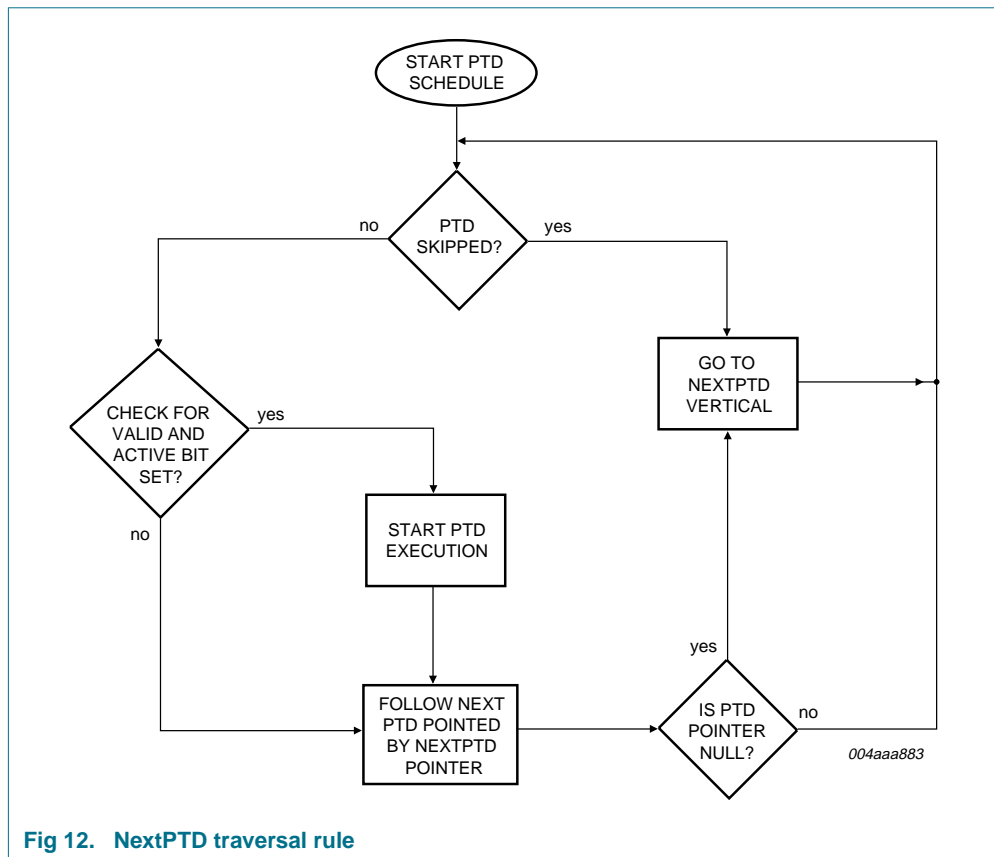 START PTD
SCHEDULE
PTD
SKIPPED?
no
yes
GO TO
NEXTPTD
VERTICAL
CHECK FOR
VALID AND
ACTIVE BIT
SET?
yes
no
START PTD
EXECUTION
FOLLOW NEXT
PTD POINTED
BY NEXTPTD
POINTER
yes
IS PTD
POINTER
NULL?
no
004aaa883
Fig 12. NextPTD traversal rule